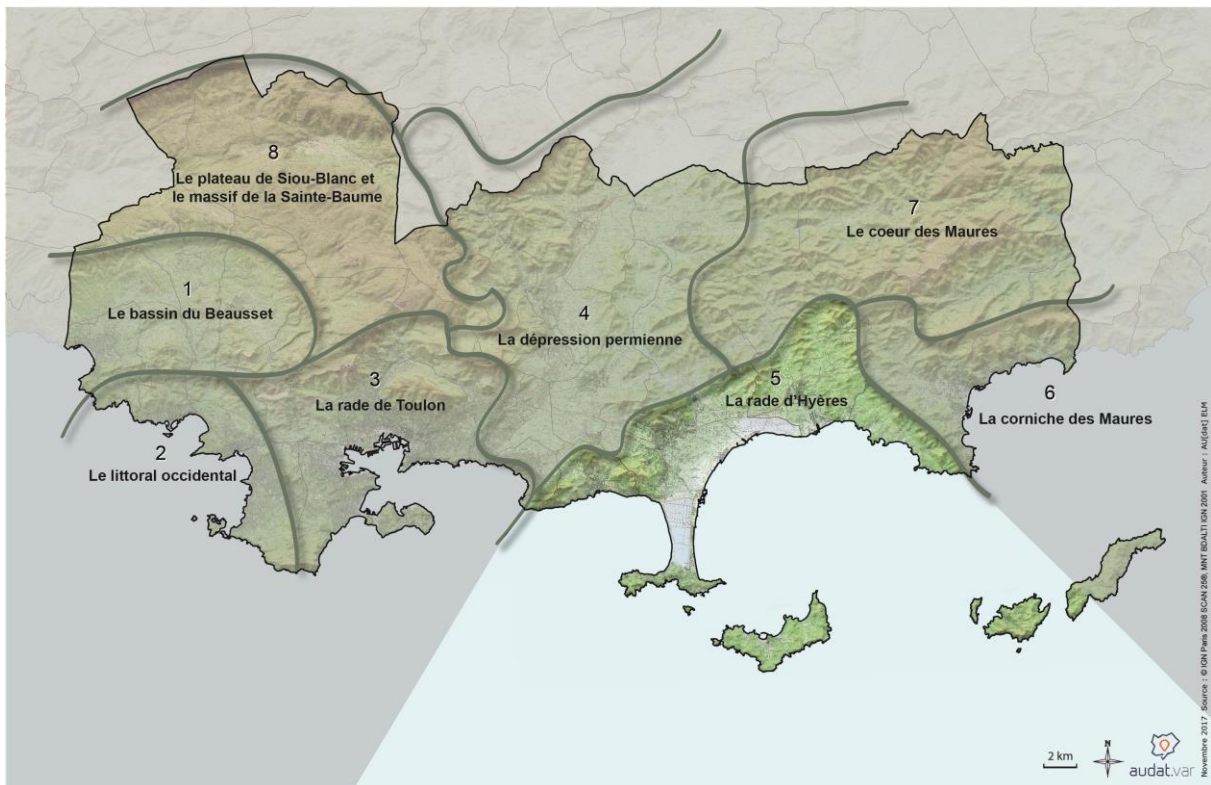 8
Le plateau de Siou-Blanc et
le massif de la Sainte-Baume
7
Le coeur des Maures
1
Le bassin du Beausset
4
La dépression permienne
3
La rade de Toulon
5
La rade d'Hyères
6
La corniche des Maures
2
Le littoral occidental
2 km
N
audat.var
Novembre 2017 Source : © IGN Paris 2008 SCAN 25®, MNT BDALTI IGN 2001 Auteur : AU[dat] ELM